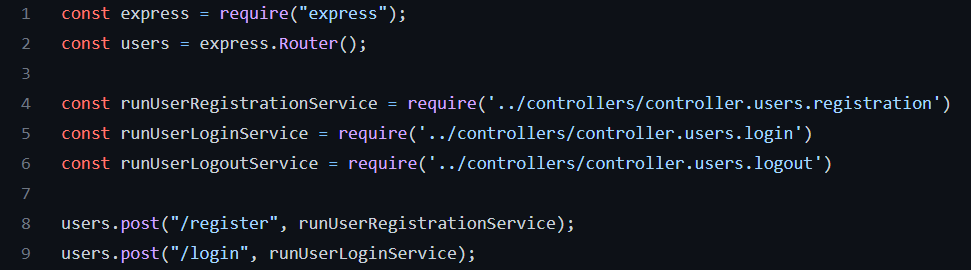 1 const express = require("express");
2 const users = express.Router();
3
4 const runUserRegistrationService = require('../controllers/controller.users.registration')
5 const runUserLoginService = require('../controllers/controller.users.login')
6 const runUserLogoutService = require('../controllers/controller.users.logout')
7
8 users.post("/register", runUserRegistrationService);
9 users.post("/login", runUserLoginService);